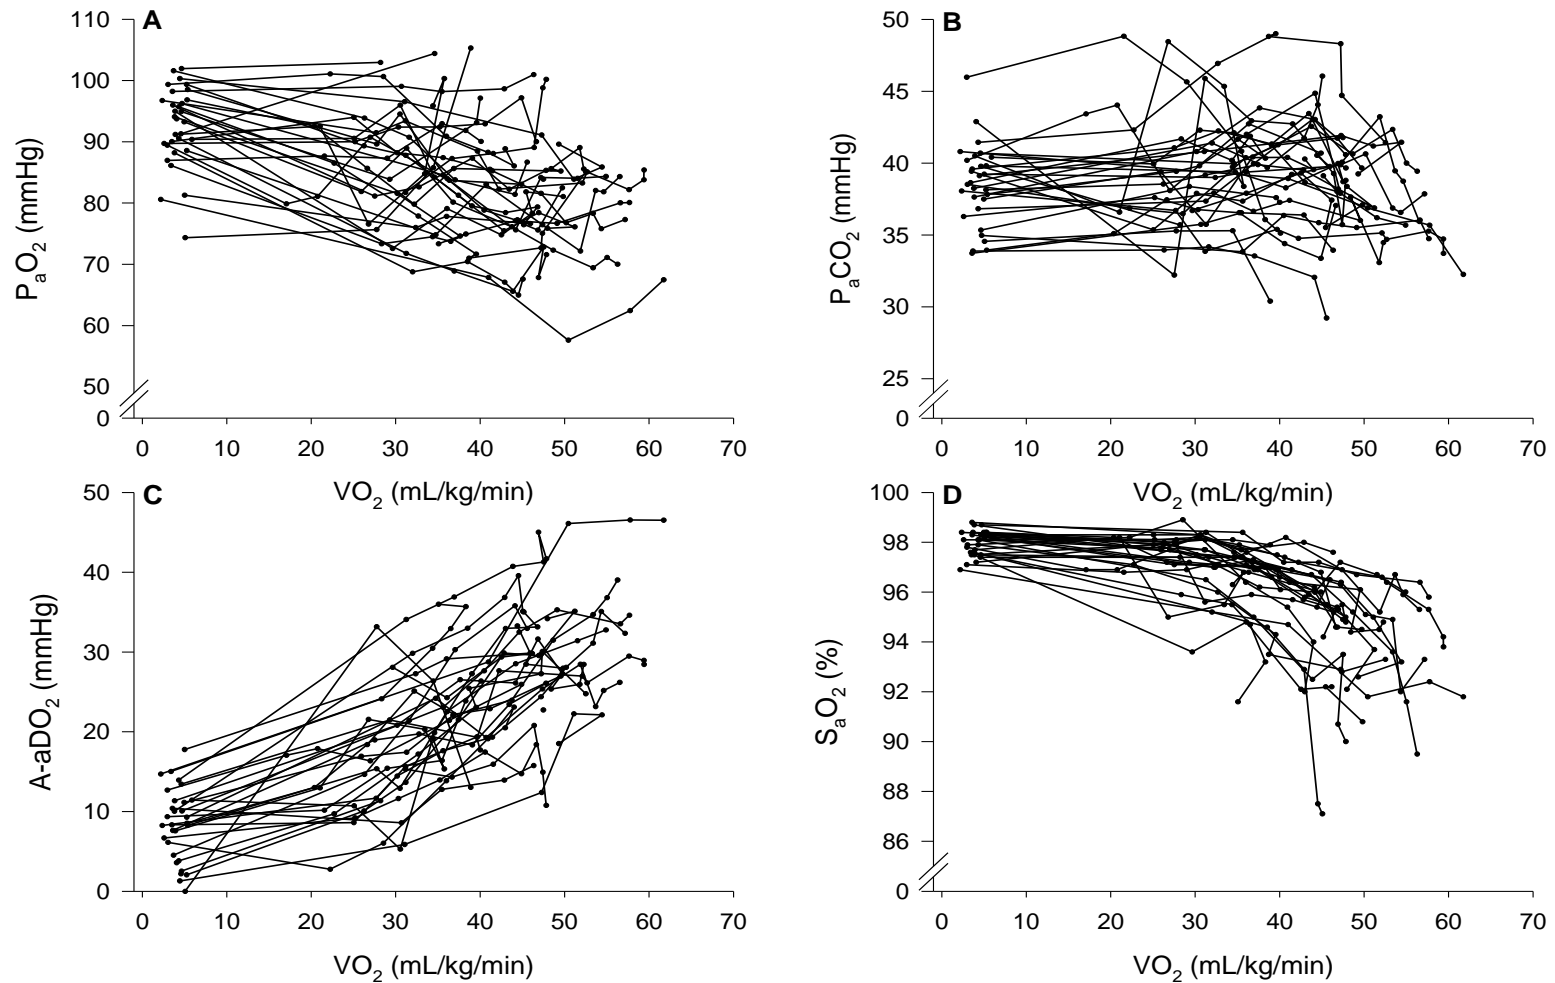 A
110
100
90
80
70
60
50
0
PaO2 (mmHg)
0 10 20 30 40 50 60 70
VO2 (mL/kg/min)
B
50
45
40
35
30
25
0
PaCO2 (mmHg)
0 10 20 30 40 50 60 70
VO2 (mL/kg/min)
C
50
40
30
20
10
0
A-aDO2 (mmHg)
0 10 20 30 40 50 60 70
VO2 (mL/kg/min)
D
100
98
96
94
92
90
88
86
0
SaO2 (%)
0 10 20 30 40 50 60 70
VO2 (mL/kg/min)